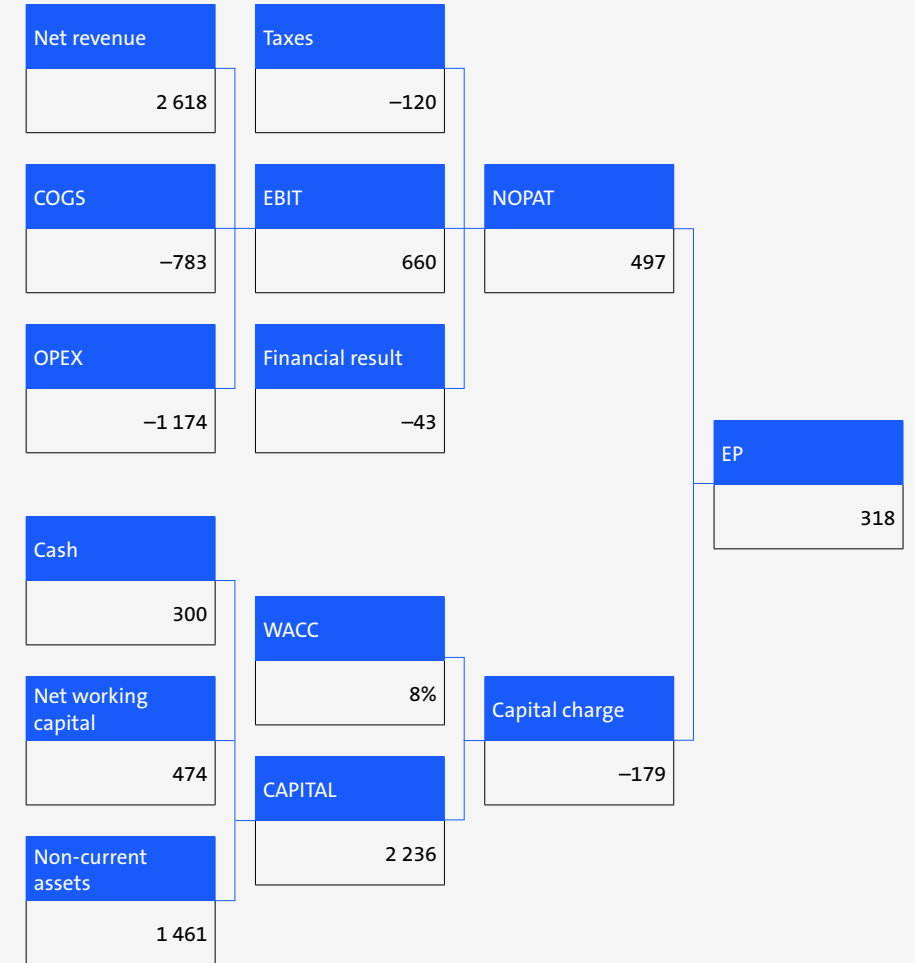 Net revenue
2 618
Taxes
–120
COGS
–783
EBIT
660
NOPAT
497
OPEX
–1 174
Financial result
–43
EP
318
Cash
300
WACC
8%
Net working
capital
474
Capital charge
–179
CAPITAL
2 236
Non-current
assets
1 461